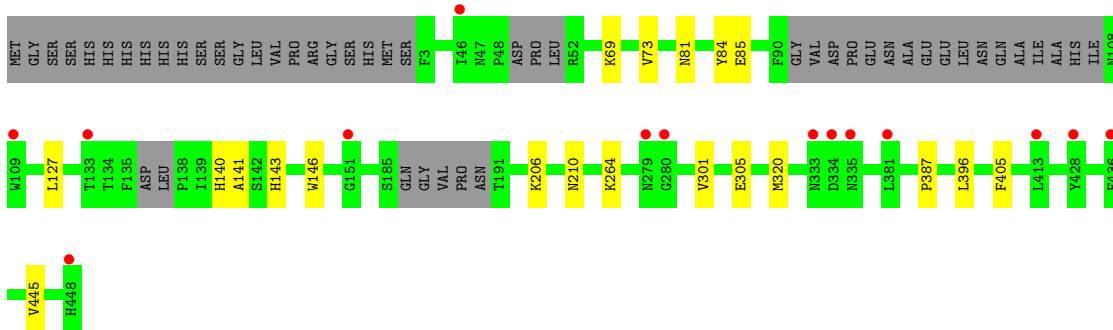 MET GLY SER SER HIS HIS HIS HIS HIS HIS SER SER GLY LEU VAL PRO ARG GLY SER HIS MET SER F3 I46 N47 P48 ASP PRO LEU R52 K69 V73 N81 Y84 E85 F90 GLY VAL ASP PRO GLU ASN ALA GLU GLU LEU ASN GLN ALA ILE ALA HIS ILE N108
W109 L127 T133 T134 F135 ASP LEU P138 I139 H140 A141 S142 H143 W146 G151 S185 GLN GLY VAL PRO ASN T191 K206 N210 K264 N279 G280 V301 E305 M320 N333 D334 N335 L381 P387 L396 F405 L413 Y428
V445 H448